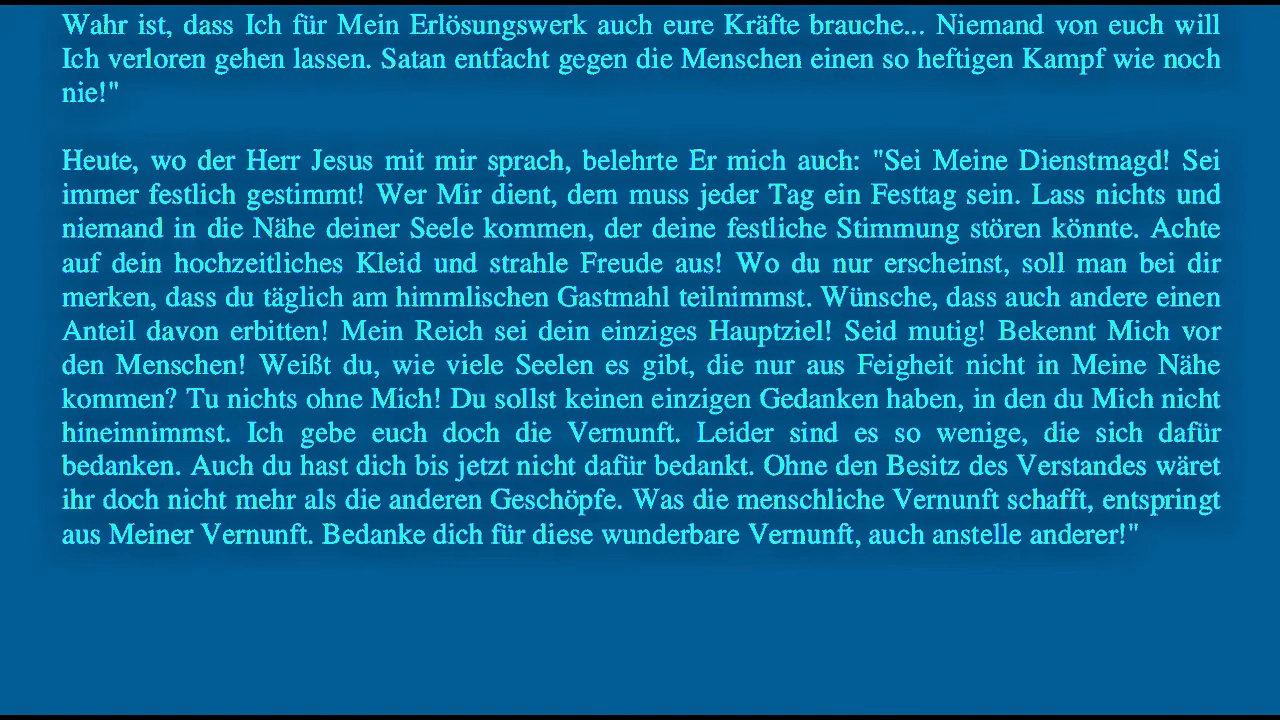 Wahr ist, dass Ich für Mein Erlösungswerk auch eure Kräfte brauche... Niemand von euch will
Ich verloren gehen lassen. Satan entfacht gegen die Menschen einen so heftigen Kampf wie noch
nie!"
Heute, wo der Herr Jesus mit mir sprach, belehrte Er mich auch: "Sei Meine Dienstmagd! Sei
immer festlich gestimmt! Wer Mir dient, dem muss jeder Tag ein Festtag sein. Lass nichts und
niemand in die Nähe deiner Seele kommen, der deine festliche Stimmung stören könnte. Achte
auf dein hochzeitliches Kleid und strahle Freude aus! Wo du nur erscheinst, soll man bei dir
merken, dass du täglich am himmlischen Gastmahl teilnimmst. Wünsche, dass auch andere einen
Anteil davon erbitten! Mein Reich sei dein einziges Hauptziel! Seid mutig! Bekennt Mich vor
den Menschen! Weißt du, wie viele Seelen es gibt, die nur aus Feigheit nicht in Meine Nähe
kommen? Tu nichts ohne Mich! Du sollst keinen einzigen Gedanken haben, in den du Mich nicht
hineinnimmst. Ich gebe euch doch die Vernunft. Leider sind es so wenige, die sich dafür
bedanken. Auch du hast dich bis jetzt nicht dafür bedankt. Ohne den Besitz des Verstandes wäret
ihr doch nicht mehr als die anderen Geschöpfe. Was die menschliche Vernunft schafft, entspringt
aus Meiner Vernunft. Bedanke dich für diese wunderbare Vernunft, auch anstelle anderer!"